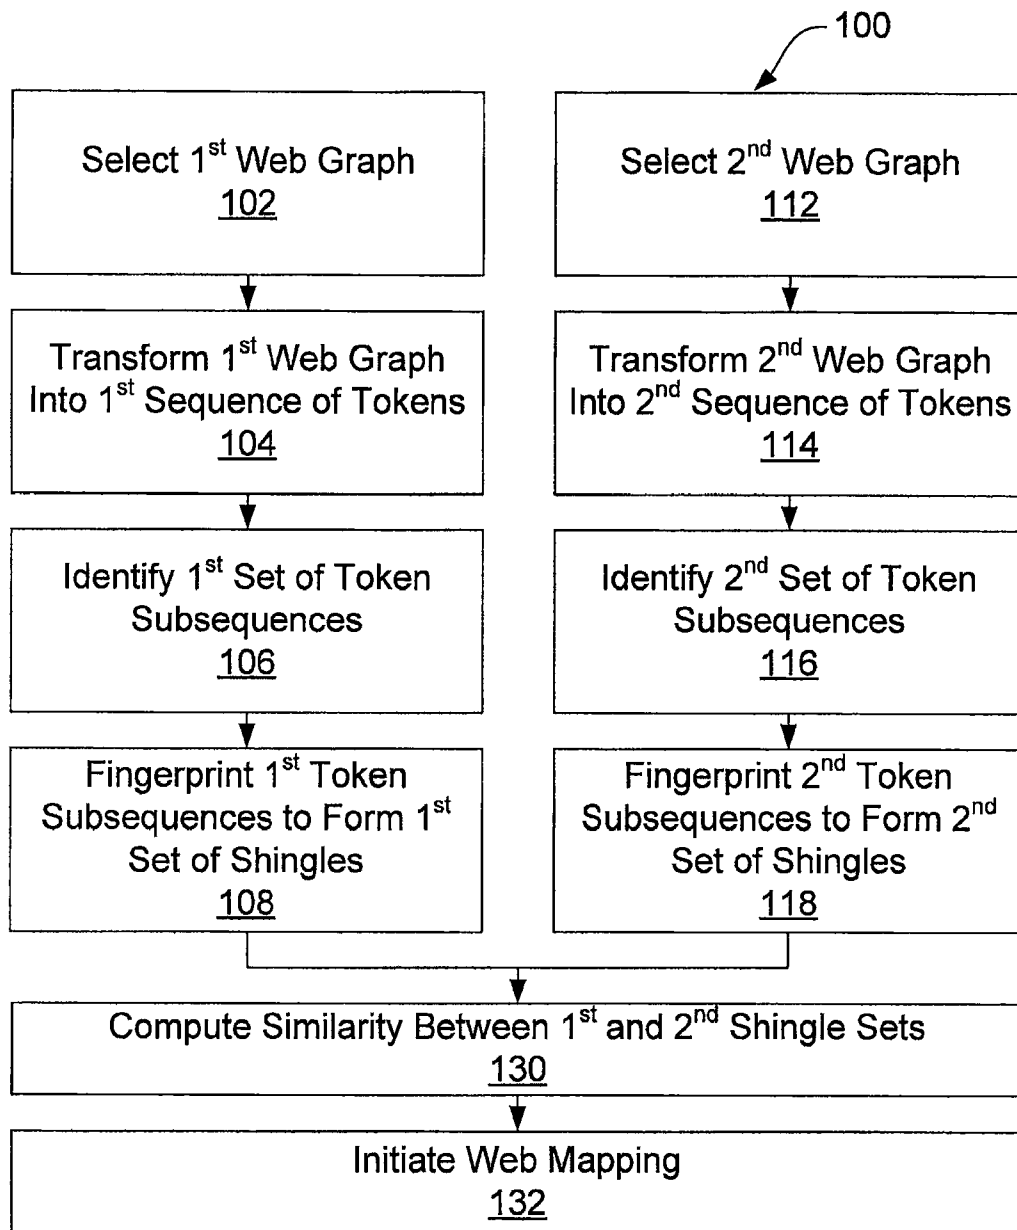 100
Select 1st Web Graph
102
Transform 1st Web Graph
Into 1st Sequence of Tokens
104
Identify 1st Set of Token
Subsequences
106
Fingerprint 1st Token
Subsequences to Form 1st
Set of Shingles
108
Select 2nd Web Graph
112
Transform 2nd Web Graph
Into 2nd Sequence of Tokens
114
Identify 2nd Set of Token
Subsequences
116
Fingerprint 2nd Token
Subsequences to Form 2nd
Set of Shingles
118
Compute Similarity Between 1st and 2nd Shingle Sets
130
Initiate Web Mapping
132